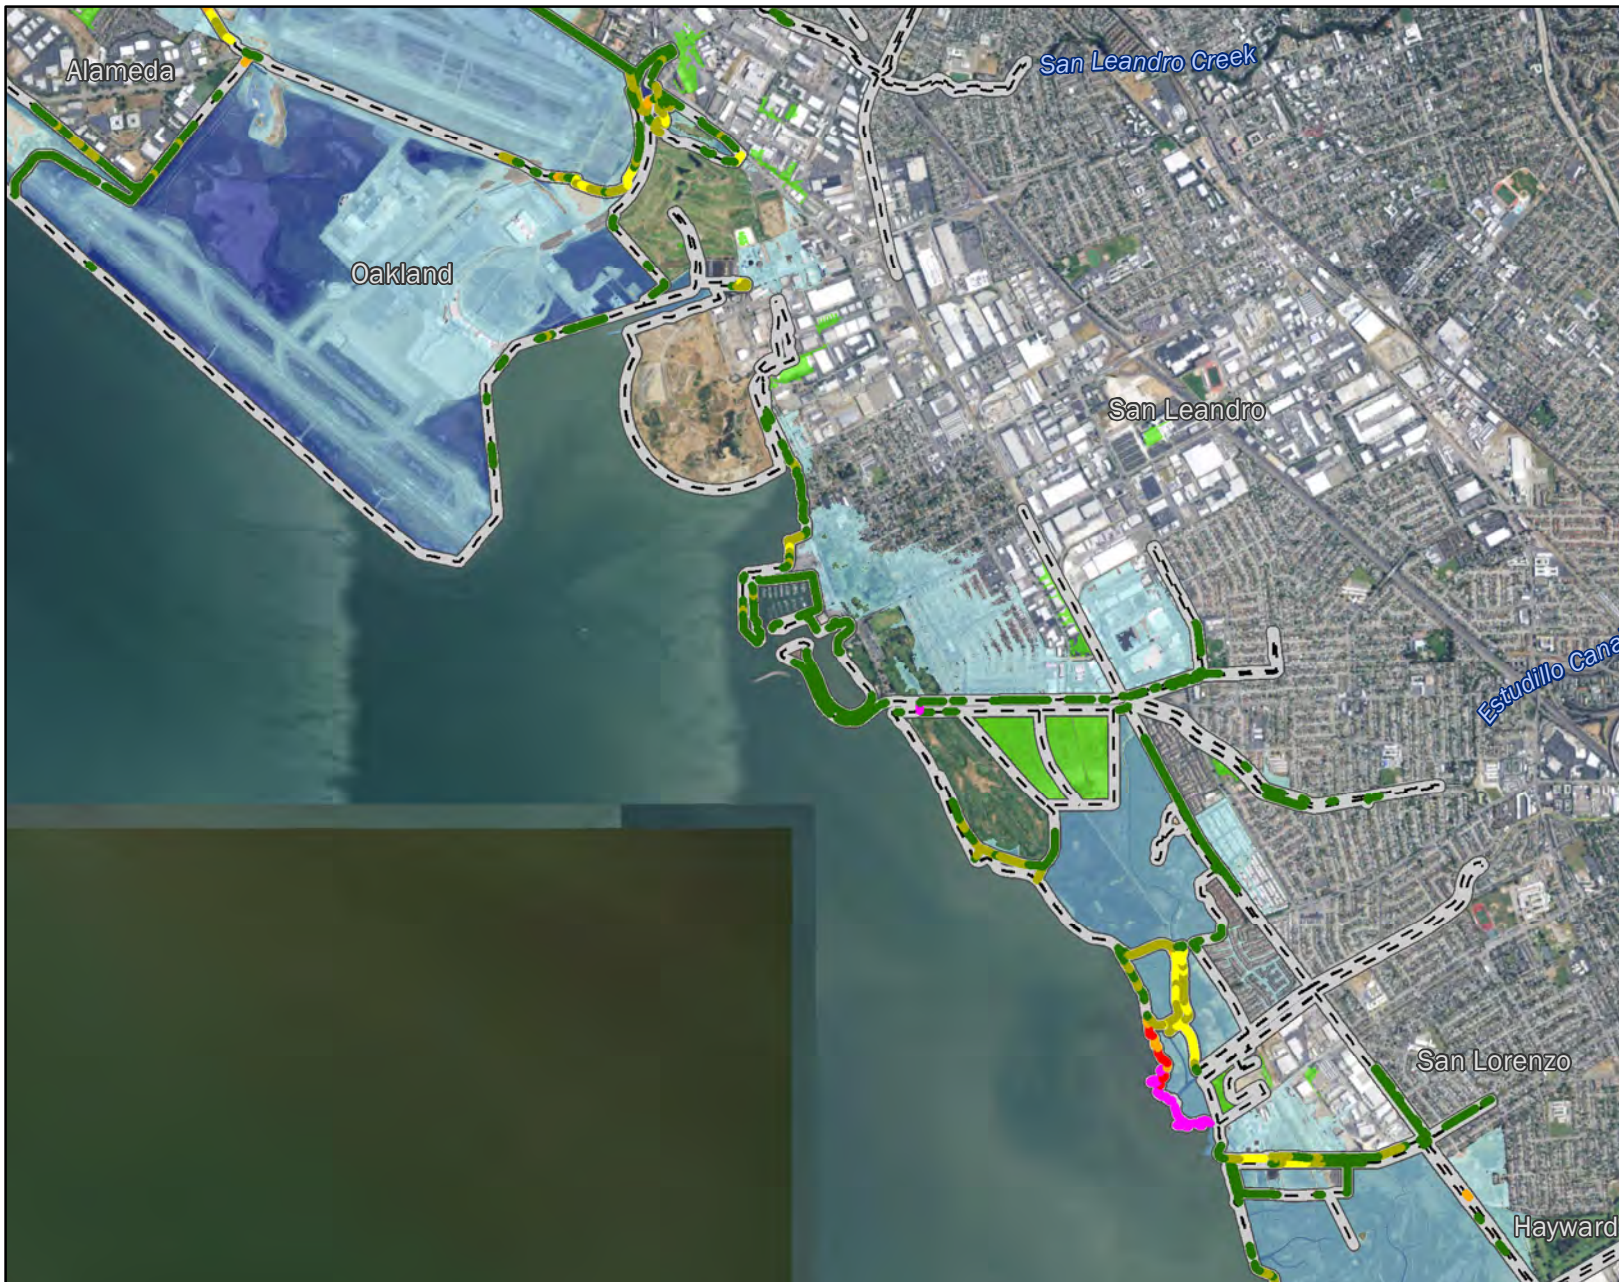 San Leandro Creek
Alameda
Oakland
San Leandro
Estudillo Cana
San Lorenzo
Hayward